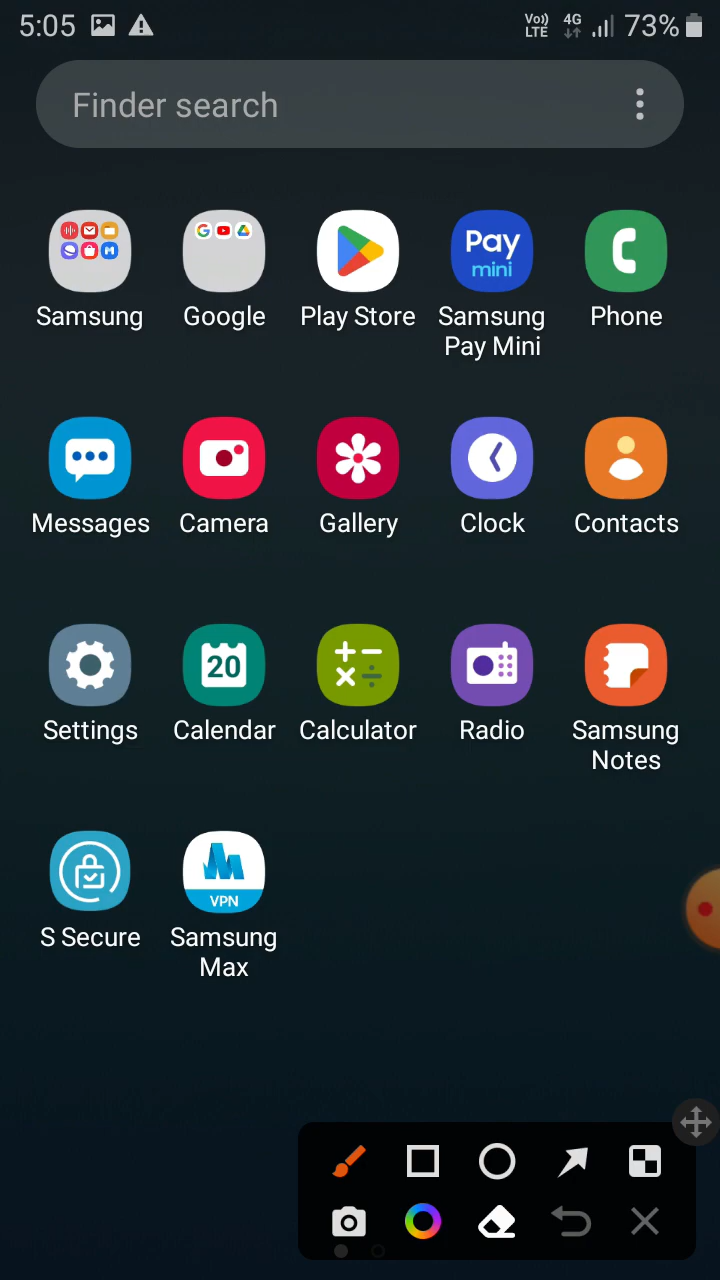 5:05 Vo)) LTE 4G 73%
Finder search
Pay
mini
Samsung Google Play Store Samsung Pay Mini Phone
Messages Camera Gallery Clock Contacts
20
Settings Calendar Calculator Radio Samsung Notes
VPN
S Secure Samsung Max